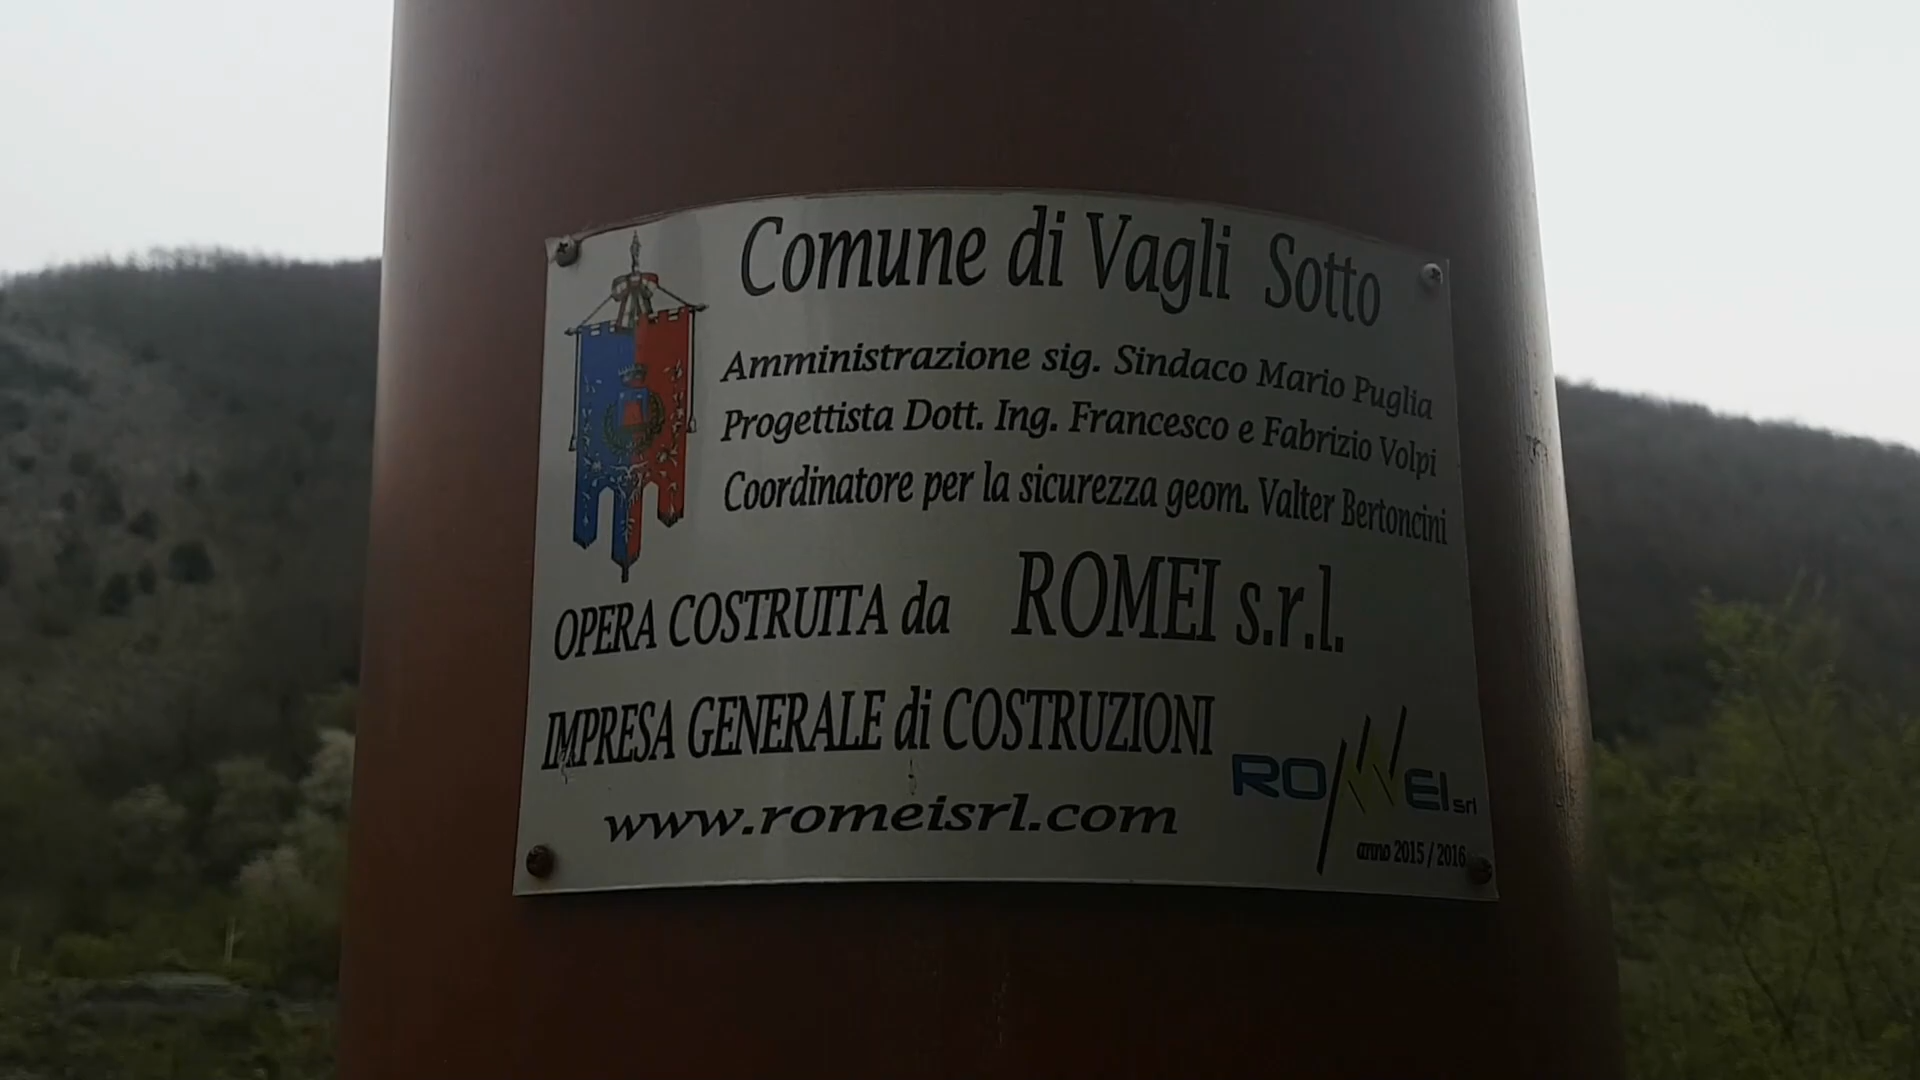 Comune di Vagli Sotto
Amministrazione sig. Sindaco Mario Puglia
Progettista Dott. Ing. Francesco e Fabrizio Volpi
Coordinatore per la sicurezza geom. Valter Bertoncini
OPERA COSTRUITA da ROMEI s.r.l.
IMPRESA GENERALE di COSTRUZIONI
www.romeisrl.com
ROMEI srl
anno 2015 / 2016